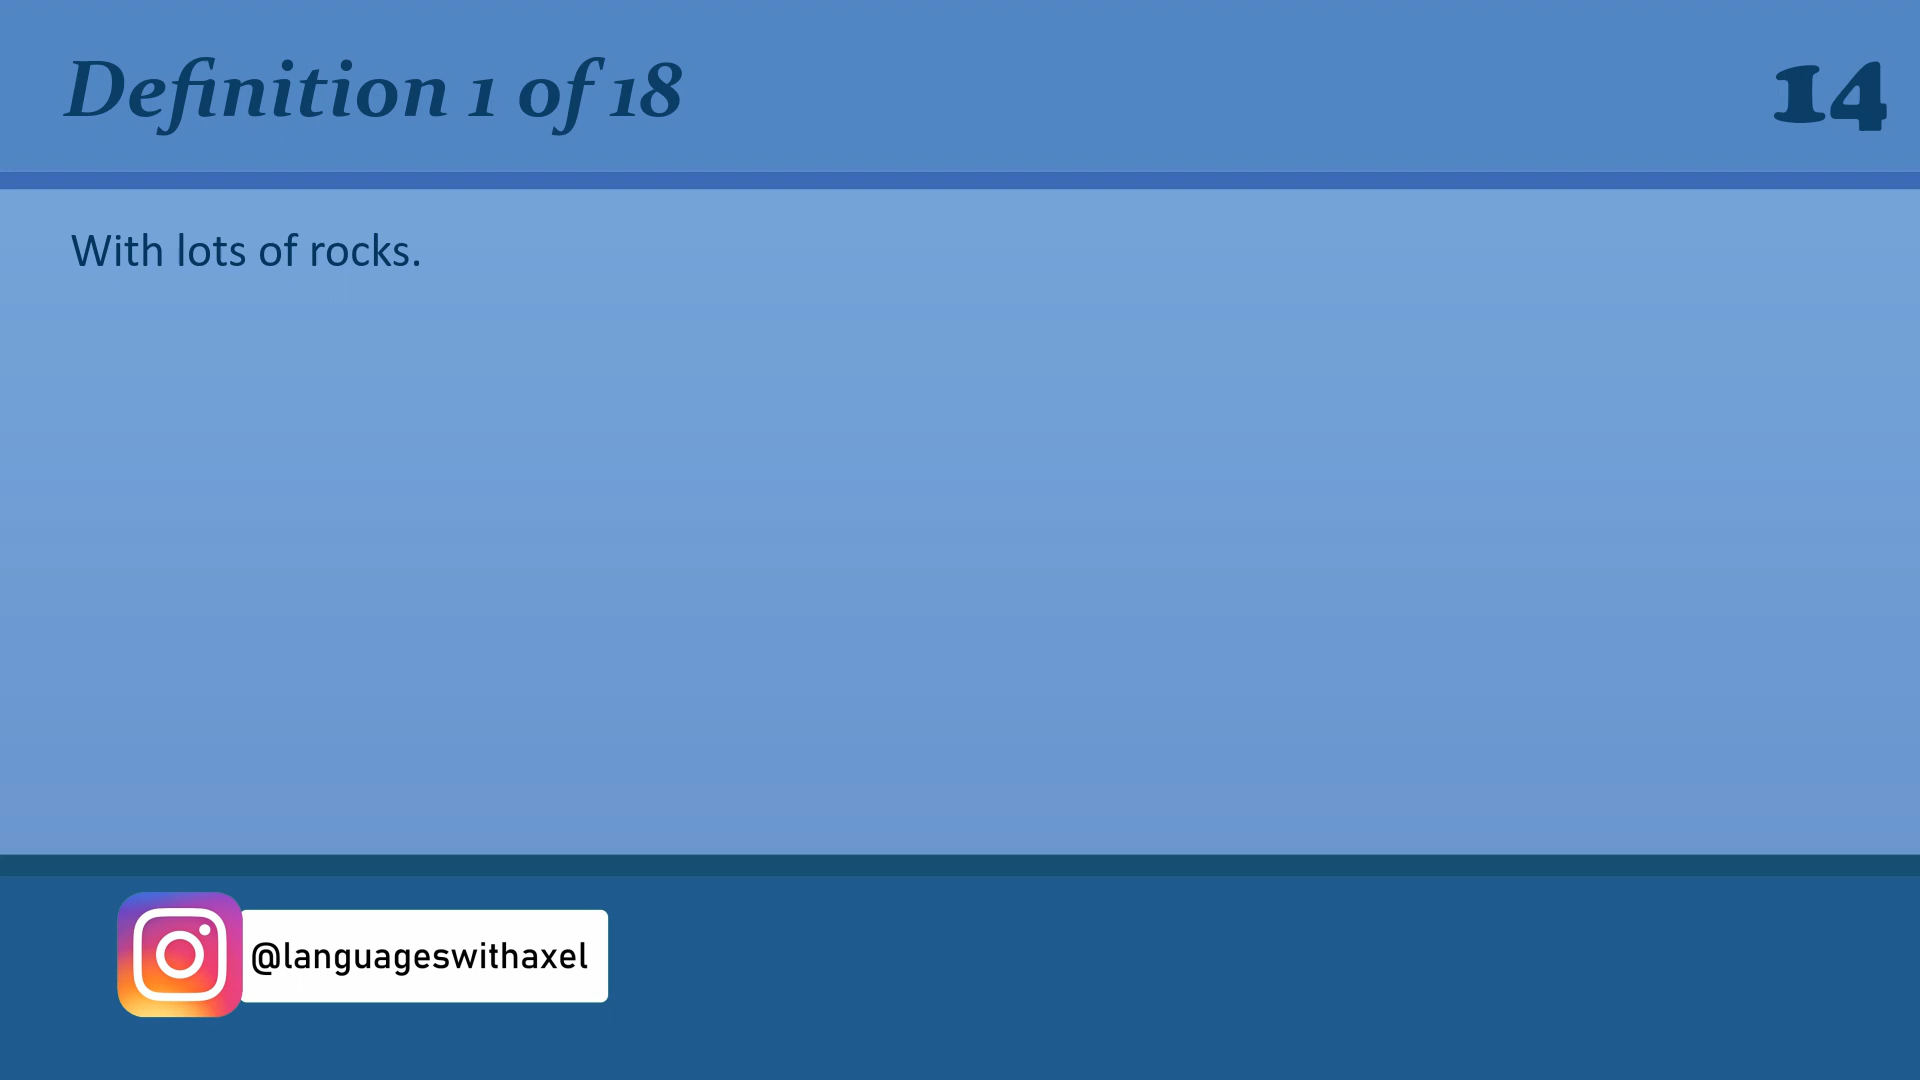 Definition 1 of 18
14
With lots of rocks.
@languageswithaxel